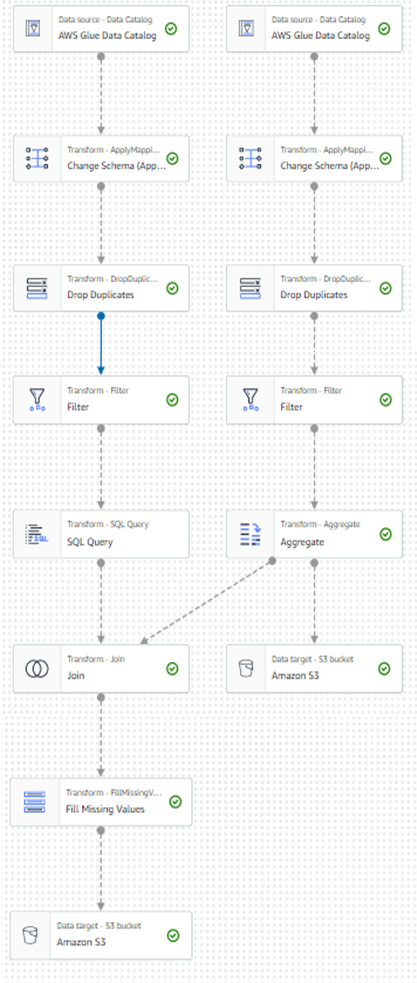 Data source - Data Catalog
AWS Glue Data Catalog
Data source - Data Catalog
AWS Glue Data Catalog
Transform - ApplyMappi...
Change Schema (App...
Transform - ApplyMappi...
Change Schema (App...
Transform - DropDuplic...
Drop Duplicates
Transform - DropDuplic...
Drop Duplicates
Transform - Filter
Filter
Transform - Filter
Filter
Transform - SQL Query
SQL Query
Transform - Aggregate
Aggregate
Transform - Join
Join
Data target - S3 bucket
Amazon S3
Transform - FillMissingV...
Fill Missing Values
Data target - S3 bucket
Amazon S3